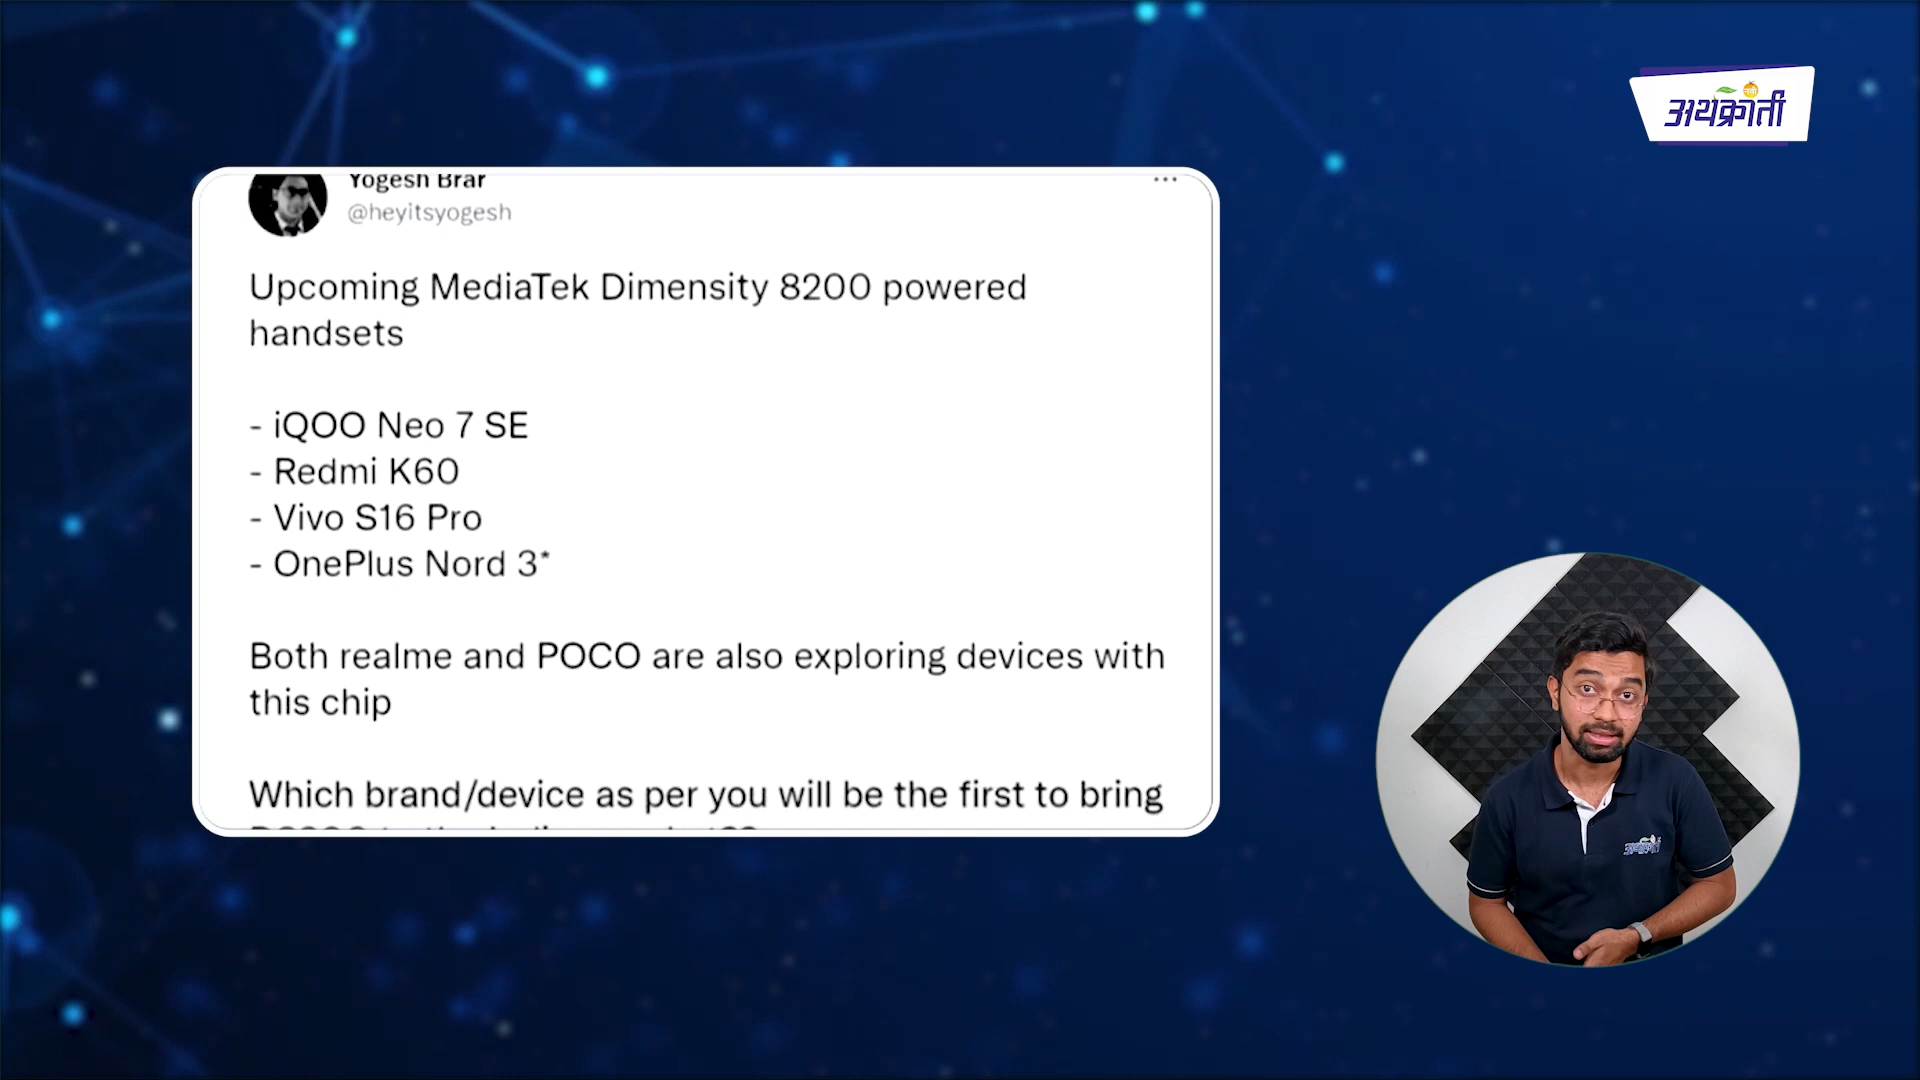 अर्थक्रांती
Yogesh Brar
@heyitsyogesh
Upcoming MediaTek Dimensity 8200 powered
handsets
- iQOO Neo 7 SE
- Redmi K60
- Vivo S16 Pro
- OnePlus Nord 3*
Both realme and POCO are also exploring devices with
this chip
Which brand/device as per you will be the first to bring
अर्थक्रांती